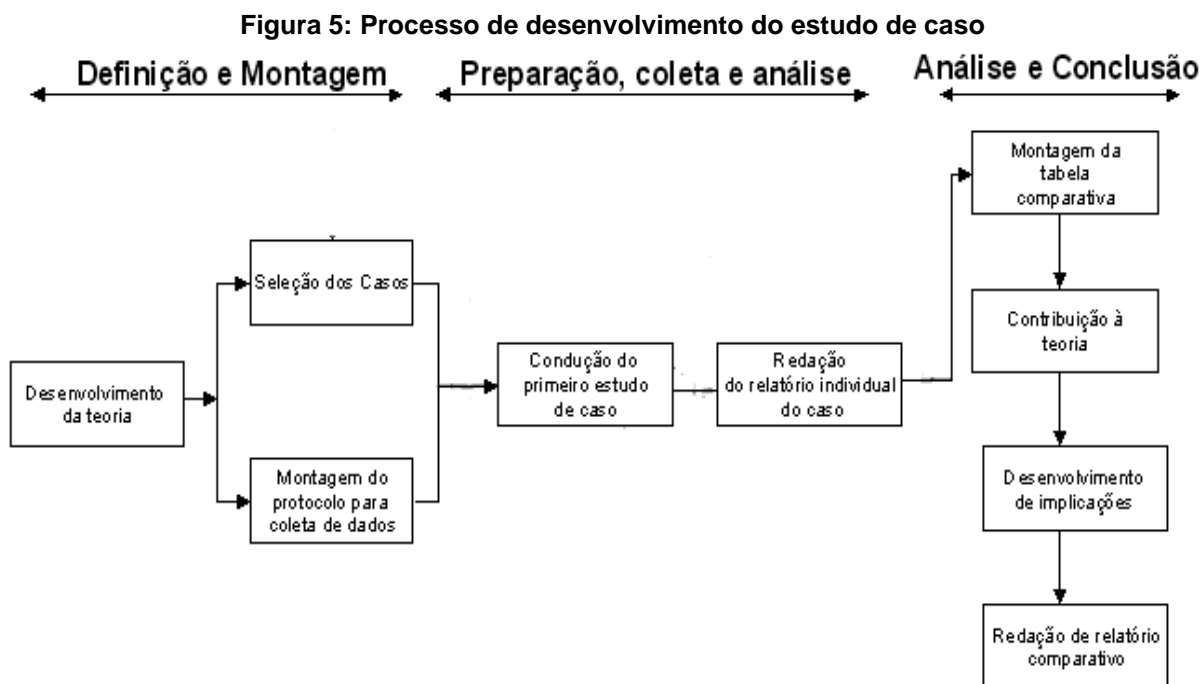 Figura 5: Processo de desenvolvimento do estudo de caso
Definição e Montagem
Preparação, coleta e análise
Análise e Conclusão
Desenvolvimento
da teoria
Seleção dos Casos
Montagem do
protocolo para
coleta de dados
Condução do
primeiro estudo
de caso
Redação
do relatório individual
do caso
Montagem da
tabela
comparativa
Contribuição à
teoria
Desenvolvimento
de implicações
Redação de relatório
comparativo